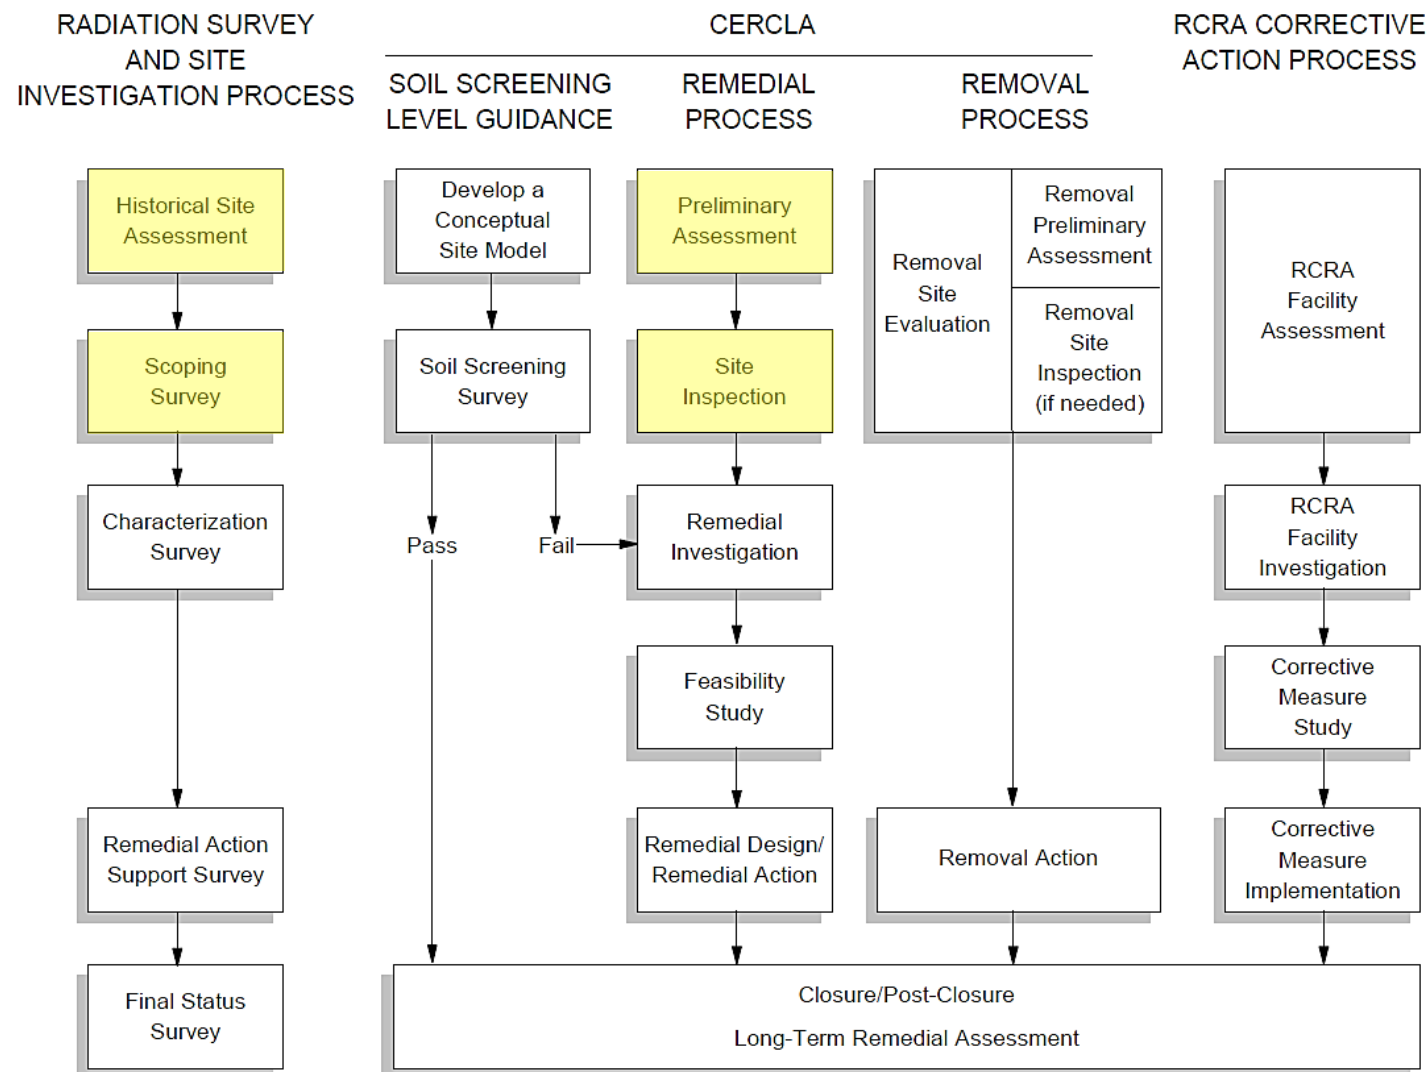 RADIATION SURVEY
AND SITE
INVESTIGATION PROCESS
CERCLA
SOIL SCREENING
LEVEL GUIDANCE
REMEDIAL
PROCESS
REMOVAL
PROCESS
RCRA CORRECTIVE
ACTION PROCESS
Historical Site
Assessment
Scoping
Survey
Characterization
Survey
Remedial Action
Support Survey
Final Status
Survey
Develop a
Conceptual
Site Model
Soil Screening
Survey
Pass
Fail
Preliminary
Assessment
Site
Inspection
Remedial
Investigation
Feasibility
Study
Remedial Design/
Remedial Action
Removal
Site
Evaluation
Removal
Preliminary
Assessment
Removal
Site
Inspection
(if needed)
Removal Action
RCRA
Facility
Assessment
RCRA
Facility
Investigation
Corrective
Measure
Study
Corrective
Measure
Implementation
Closure/Post-Closure
Long-Term Remedial Assessment